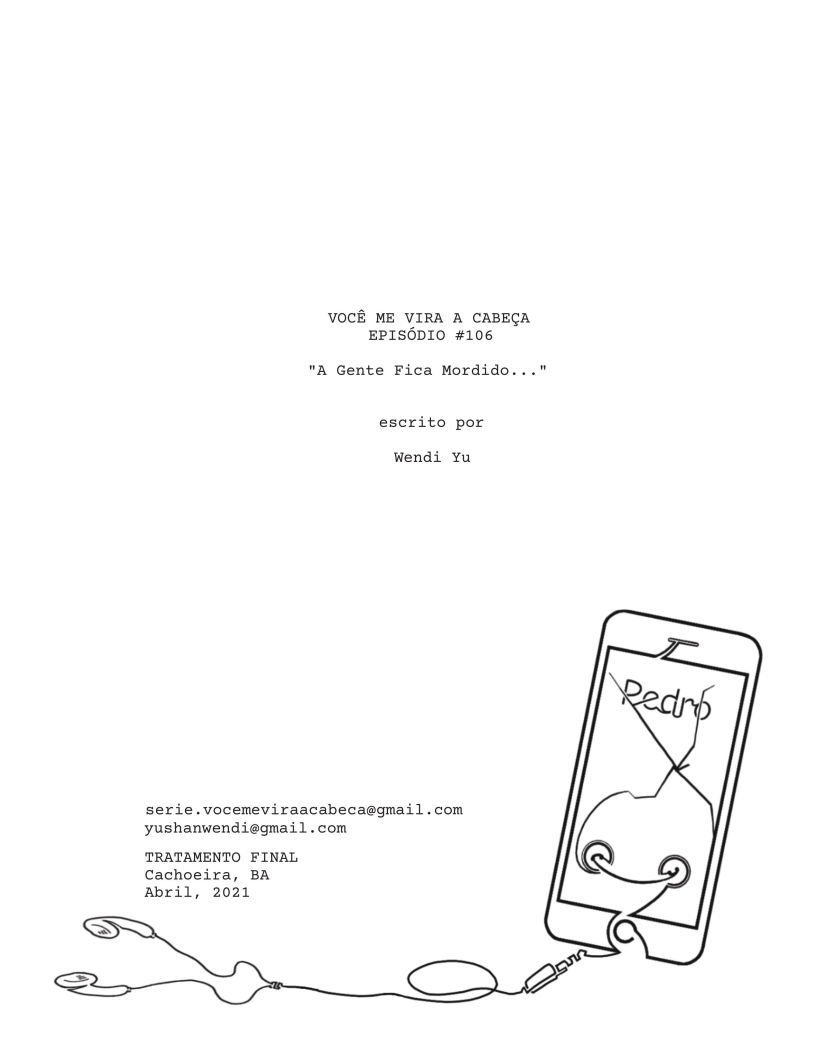 VOCÊ ME VIRA A CABEÇA
EPISÓDIO #106
"A Gente Fica Mordido..."
escrito por
Wendi Yu
Pedro
serie.vocemeviraacabeca@gmail.com
yushanwendi@gmail.com
TRATAMENTO FINAL
Cachoeira, BA
Abril, 2021